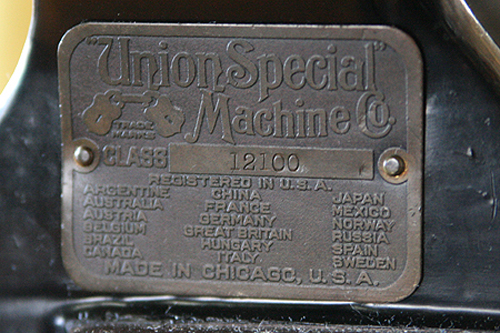 "Union Special"
Machine Co.
TRADE
MARKS
CLASS 12100
REGISTERED IN U.S.A.
ARGENTINE CHINA JAPAN
AUSTRALIA FRANCE MEXICO
AUSTRIA GERMANY NORWAY
BELGIUM GREAT BRITAIN RUSSIA
BRAZIL HUNGARY SPAIN
CANADA ITALY SWEDEN
MADE IN CHICAGO, U.S.A.